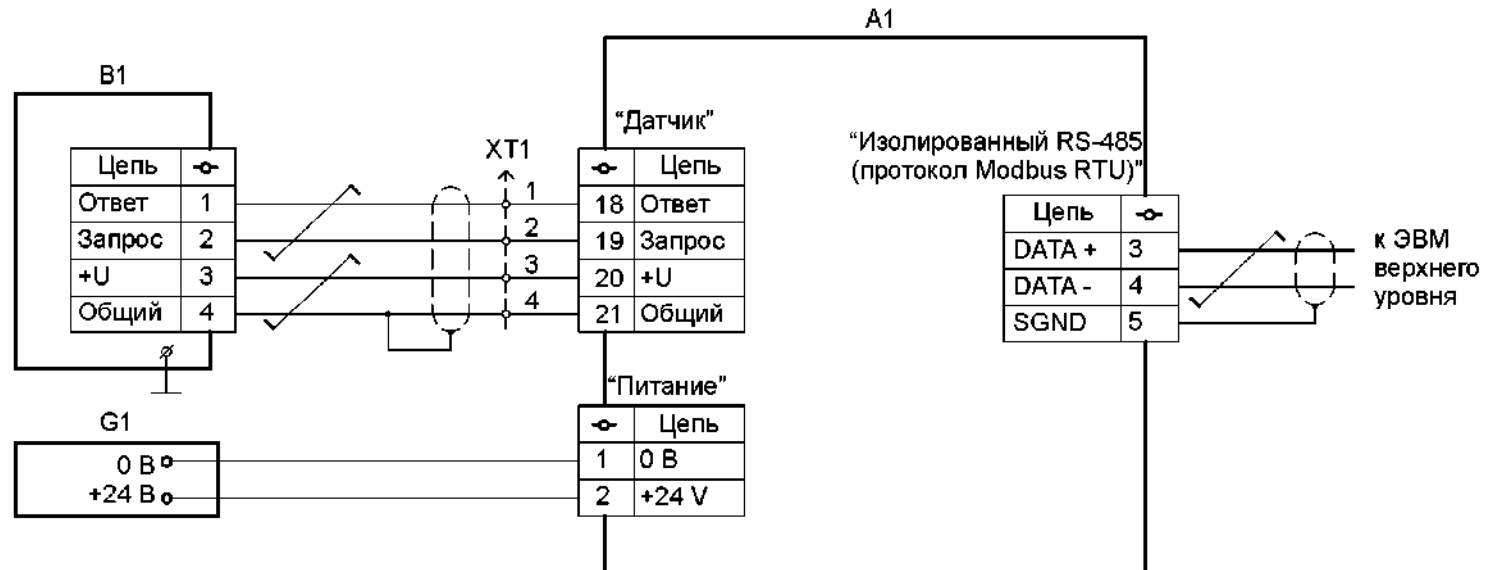 A1
B1
"Датчик"
"Изолированный RS-485
(протокол Modbus RTU)"
XT1
Цепь
Ответ 1
Запрос 2
+U 3
Общий 4
1
2
3
4
Цепь
18 Ответ
19 Запрос
20 +U
21 Общий
Цепь
DATA + 3
DATA - 4
SGND 5
к ЭВМ
верхнего
уровня
"Питание"
G1
0 В
+24 В
Цепь
1 0 В
2 +24 V